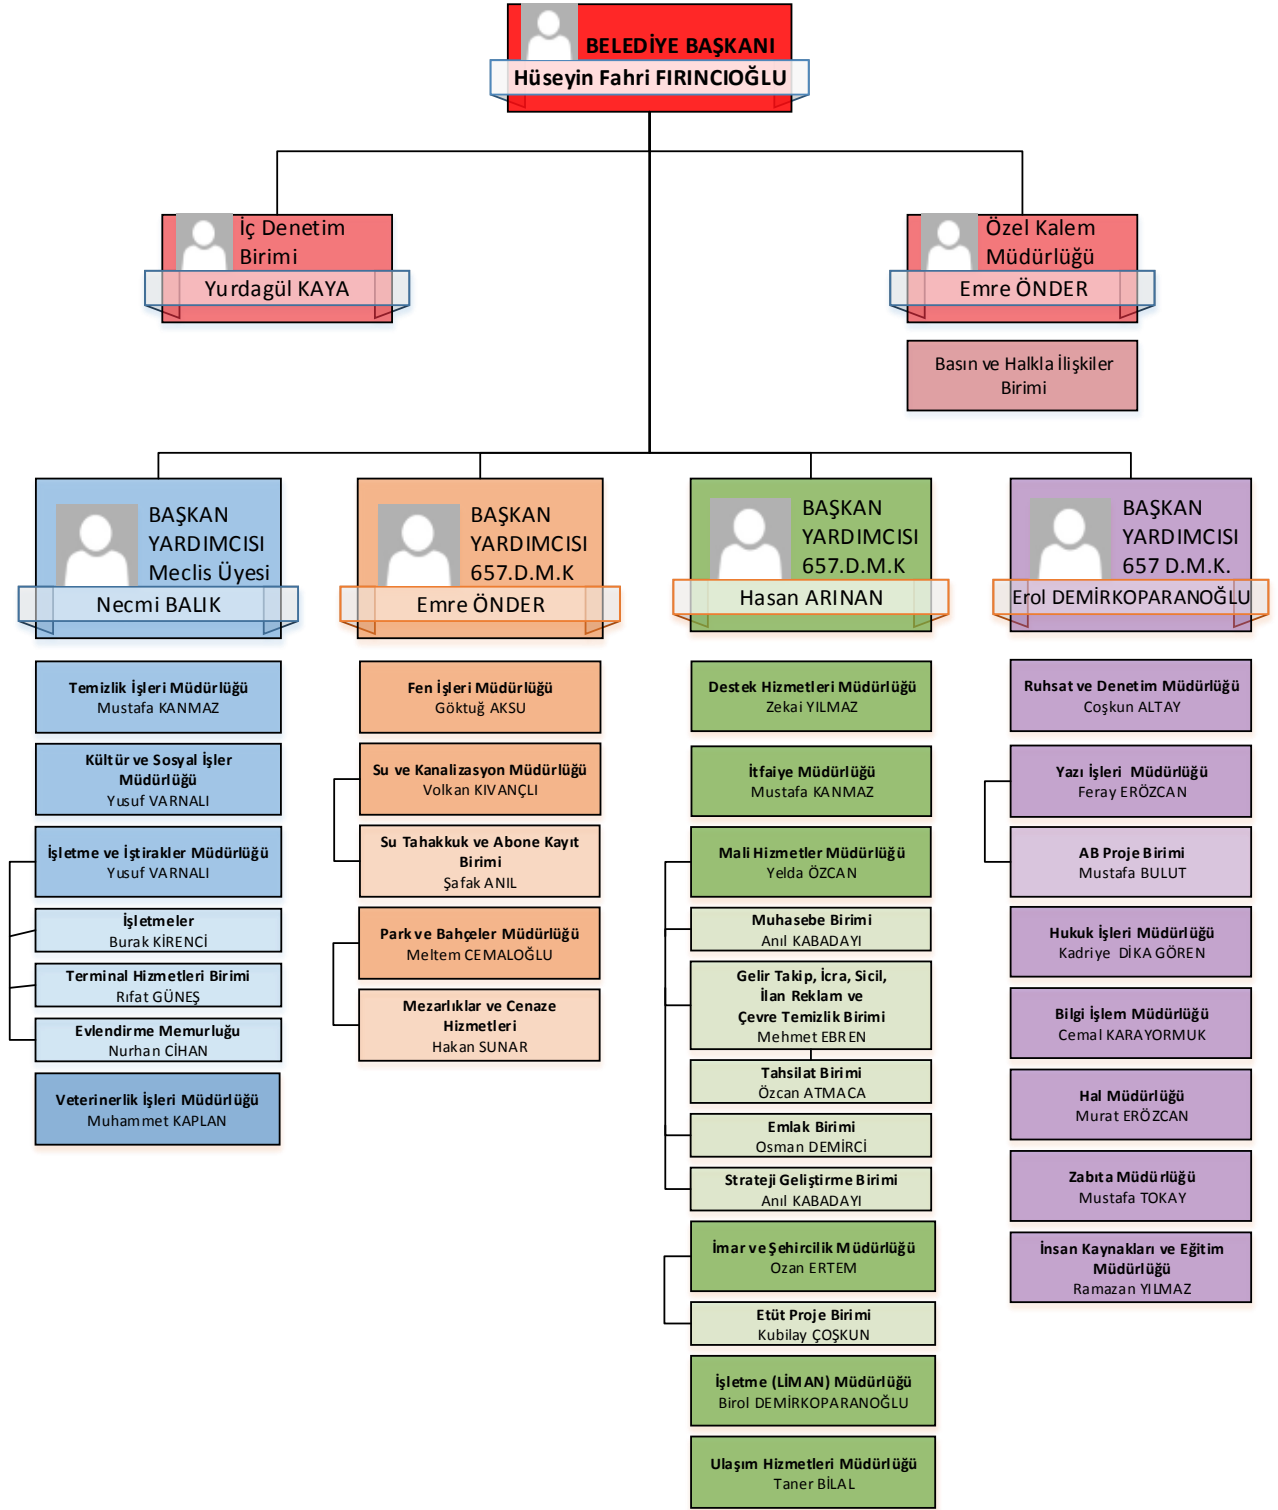 BELEDİYE BAŞKANI
Hüseyin Fahri FIRINCIOĞLU
İç Denetim
Birimi
Yurdagül KAYA
Özel Kalem
Müdürlüğü
Emre ÖNDER
Basın ve Halkla İlişkiler
Birimi
BAŞKAN
YARDIMCISI
Meclis Üyesi
Necmi BALIK
Temizlik İşleri Müdürlüğü
Mustafa KANMAZ
Kültür ve Sosyal İşler
Müdürlüğü
Yusuf VARNALI
İşletme ve İştirakler Müdürlüğü
Yusuf VARNALI
İşletmeler
Burak KİRENCİ
Terminal Hizmetleri Birimi
Rıfat GÜNEŞ
Evlendirme Memurluğu
Nurhan CİHAN
Veterinerlik İşleri Müdürlüğü
Muhammet KAPLAN
BAŞKAN
YARDIMCISI
657.D.M.K
Emre ÖNDER
Fen İşleri Müdürlüğü
Göktuğ AKSU
Su ve Kanalizasyon Müdürlüğü
Volkan KIVANÇLI
Su Tahakkuk ve Abone Kayıt
Birimi
Şafak ANIL
Park ve Bahçeler Müdürlüğü
Meltem CEMALOĞLU
Mezarlıklar ve Cenaze
Hizmetleri
Hakan SUNAR
BAŞKAN
YARDIMCISI
657.D.M.K
Hasan ARINAN
Destek Hizmetleri Müdürlüğü
Zekai YILMAZ
İtfaiye Müdürlüğü
Mustafa KANMAZ
Mali Hizmetler Müdürlüğü
Yelda ÖZCAN
Muhasebe Birimi
Anıl KABADAYI
Gelir Takip, İcra, Sicil,
İlan Reklam ve
Çevre Temizlik Birimi
Mehmet EBREN
Tahsilat Birimi
Özcan ATMACA
Emlak Birimi
Osman DEMİRCİ
Strateji Geliştirme Birimi
Anıl KABADAYI
İmar ve Şehircilik Müdürlüğü
Ozan ERTEM
Etüt Proje Birimi
Kubilay ÇOŞKUN
İşletme (LİMAN) Müdürlüğü
Birol DEMİRKOPARANOĞLU
Ulaşım Hizmetleri Müdürlüğü
Taner BİLAL
BAŞKAN
YARDIMCISI
657 D.M.K.
Erol DEMİRKOPARANOĞLU
Ruhsat ve Denetim Müdürlüğü
Coşkun ALTAY
Yazı İşleri Müdürlüğü
Feray ERÖZCAN
AB Proje Birimi
Mustafa BULUT
Hukuk İşleri Müdürlüğü
Kadriye DİKA GÖREN
Bilgi İşlem Müdürlüğü
Cemal KARAYORMUK
Hal Müdürlüğü
Murat ERÖZCAN
Zabıta Müdürlüğü
Mustafa TOKAY
İnsan Kaynakları ve Eğitim
Müdürlüğü
Ramazan YILMAZ